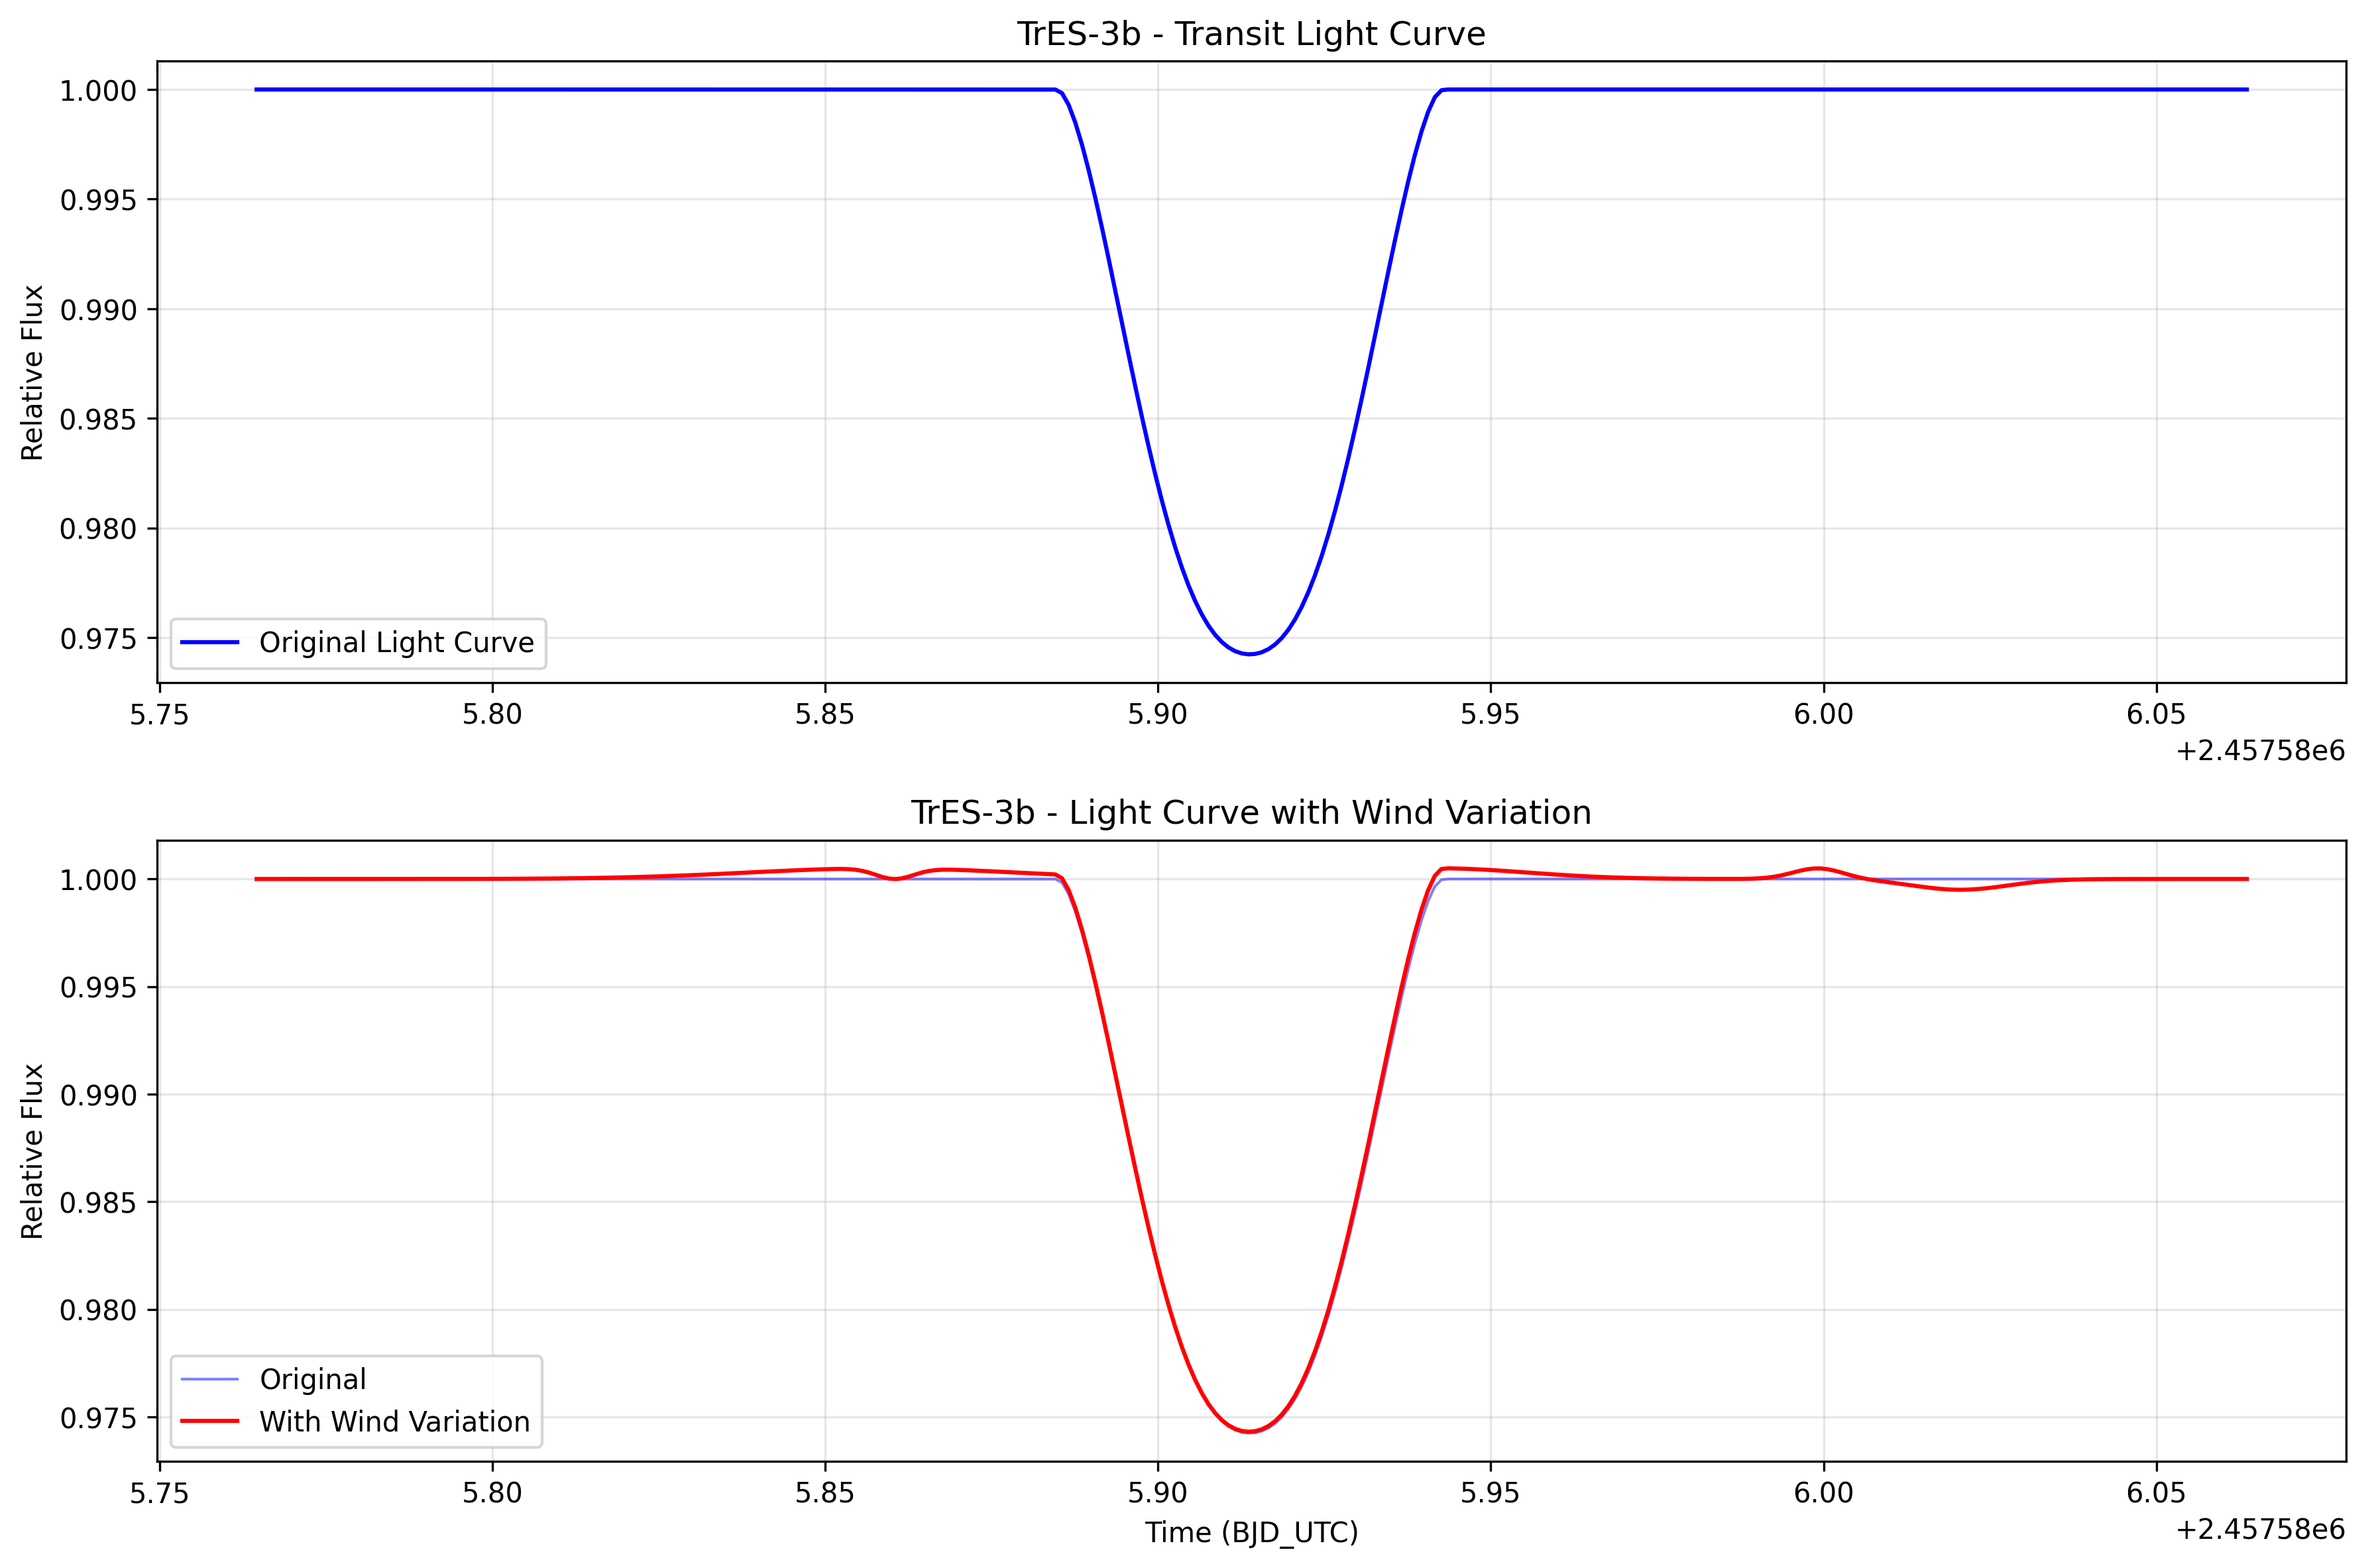 TrES-3b - Transit Light Curve
Relative Flux
1.000
0.995
0.990
0.985
0.980
0.975
Original Light Curve
5.75 5.80 5.85 5.90 5.95 6.00 6.05
+2.45758e6
TrES-3b - Light Curve with Wind Variation
Relative Flux
1.000
0.995
0.990
0.985
0.980
0.975
Original
With Wind Variation
5.75 5.80 5.85 5.90 5.95 6.00 6.05
Time (BJD_UTC)
+2.45758e6